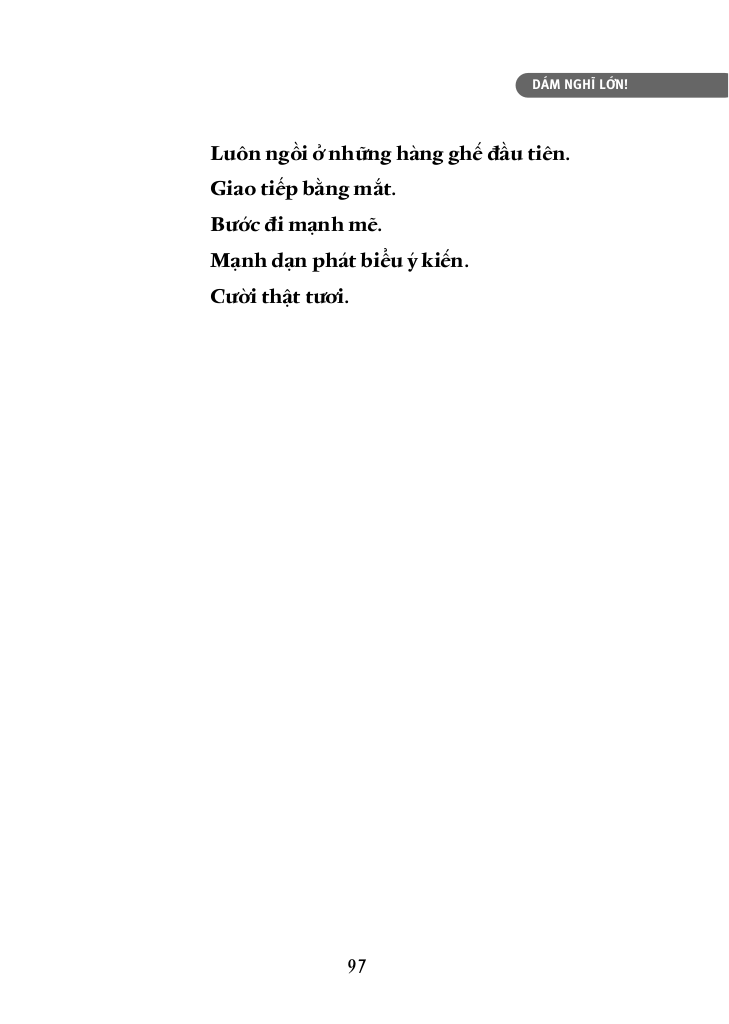 DÁM NGHĨ LỚN!
Luôn ngồi ở những hàng ghế đầu tiên.
Giao tiếp bằng mắt.
Bước đi mạnh mẽ.
Mạnh dạn phát biểu ý kiến.
Cười thật tươi.
97